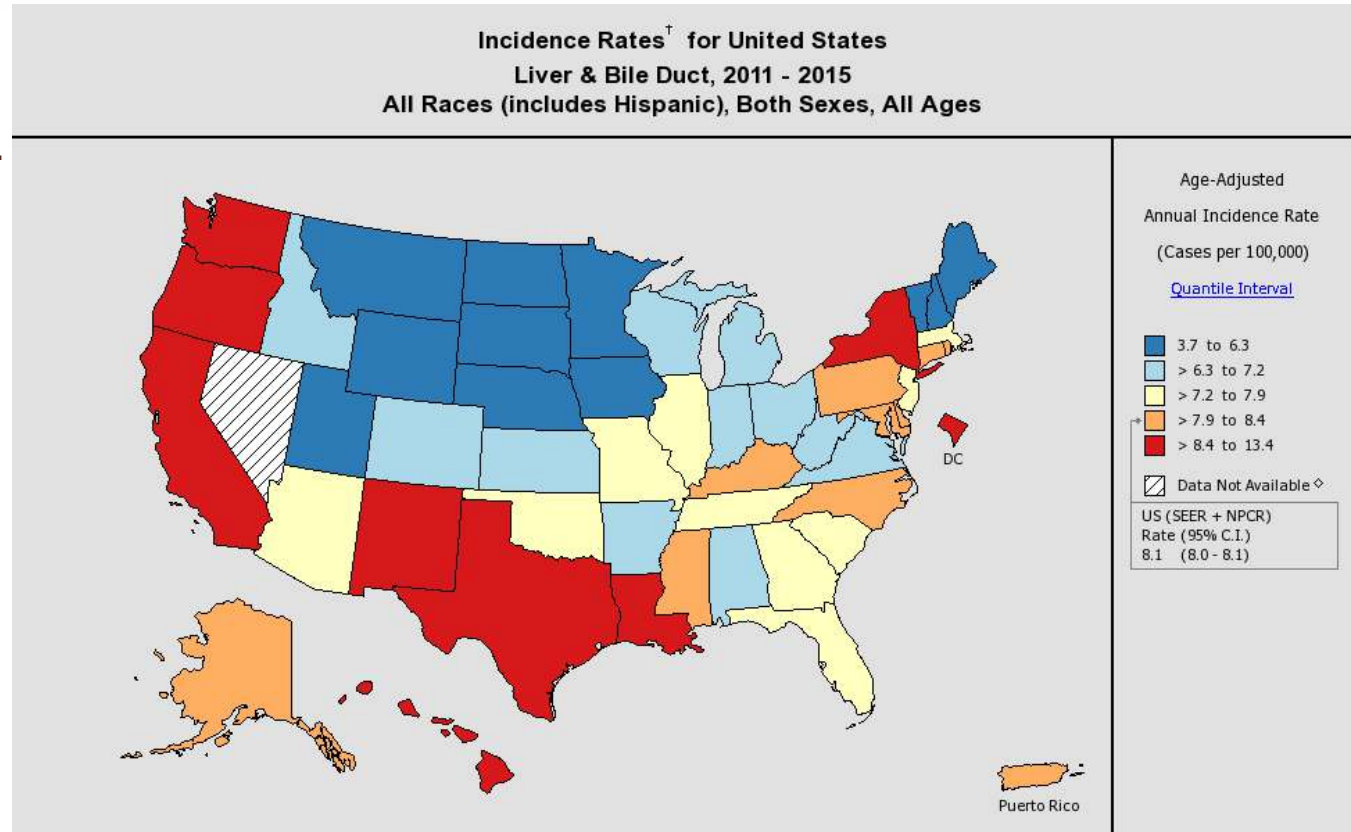 Incidence Rates† for United States
Liver & Bile Duct, 2011 - 2015
All Races (includes Hispanic), Both Sexes, All Ages
DC
Puerto Rico
Age-Adjusted
Annual Incidence Rate
(Cases per 100,000)
Quantile Interval
3.7 to 6.3
> 6.3 to 7.2
> 7.2 to 7.9
> 7.9 to 8.4
> 8.4 to 13.4
Data Not Available ◇
US (SEER + NPCR)
Rate (95% C.I.)
8.1 (8.0 - 8.1)